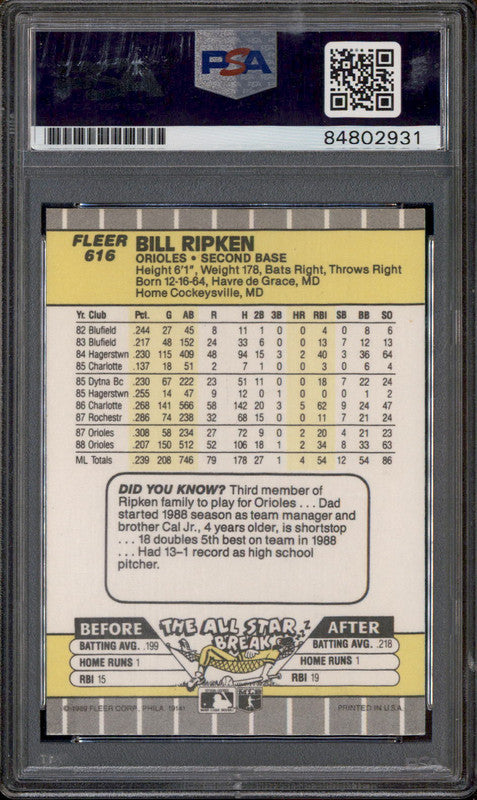 PSA
84802931
FLEER
616
BILL RIPKEN
ORIOLES • SECOND BASE
Height 6'1", Weight 178, Bats Right, Throws Right
Born 12-16-64, Havre de Grace, MD
Home Cockeysville, MD
Yr. Club Pct. G AB R H 2B 3B HR RBI SB BB SO
82 Blufield .244 27 45 8 11 1 0 0 4 0 8 6
83 Blufield .217 48 152 24 33 6 0 0 13 7 12 13
84 Hagerstwn .230 115 409 48 94 15 3 2 40 3 36 64
85 Charlotte .137 18 51 2 7 1 0 0 3 0 6 4
85 Dytna Bc .230 67 222 23 51 11 0 0 18 7 22 24
85 Hagerstwn .255 14 47 9 12 0 1 0 0 0 6 3
86 Charlotte .268 141 566 58 142 20 3 5 62 9 24 47
87 Rochestr .286 74 238 32 68 15 0 0 11 7 21 24
87 Orioles .308 58 234 27 72 9 0 2 20 4 21 23
88 Orioles .207 150 512 52 106 18 1 2 34 8 33 63
ML Totals .239 208 746 79 178 27 1 4 54 12 54 86
DID YOU KNOW? Third member of
Ripken family to play for Orioles . . . Dad
started 1988 season as team manager and
brother Cal Jr., 4 years older, is shortstop
. . . 18 doubles 5th best on team in 1988
. . . Had 13–1 record as high school
pitcher.
BEFORE THE ALL STAR BREAK AFTER
BATTING AVG. .199 BATTING AVG. .218
HOME RUNS 1 HOME RUNS 1
RBI 15 RBI 19
© 1989 FLEER CORP., PHILA. 19141 PRINTED IN U.S.A.